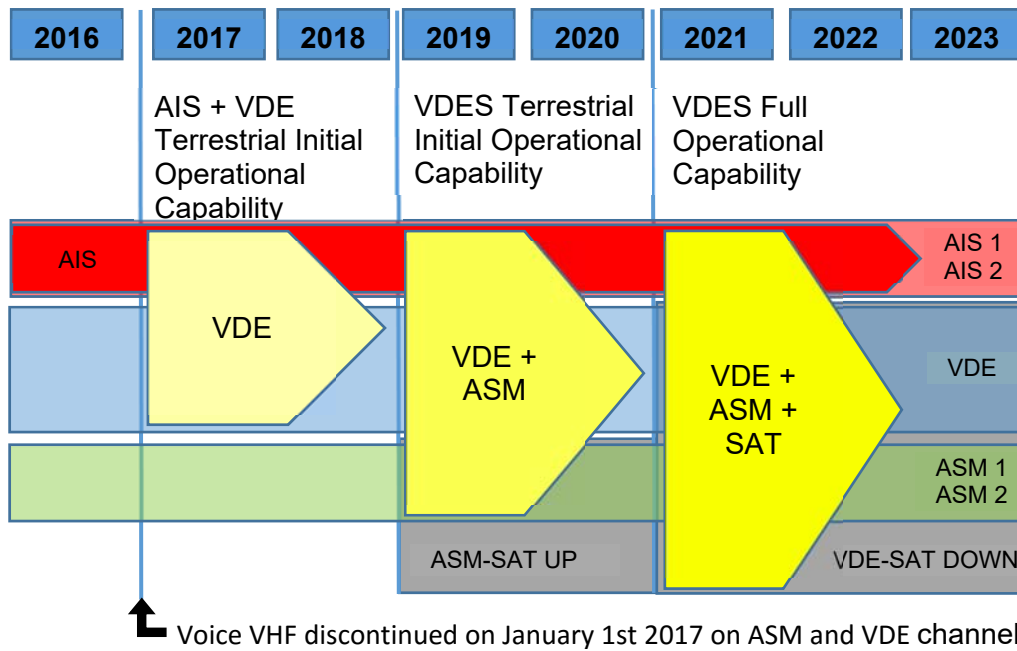 2016
2017
2018
2019
2020
2021
2022
2023
AIS + VDE
Terrestrial Initial
Operational
Capability
VDES Terrestrial
Initial Operational
Capability
VDES Full
Operational
Capability
AIS
AIS 1
AIS 2
VDE
VDE +
ASM
VDE +
ASM +
SAT
VDE
ASM 1
ASM 2
ASM-SAT UP
VDE-SAT DOWN
Voice VHF discontinued on January 1st 2017 on ASM and VDE channel